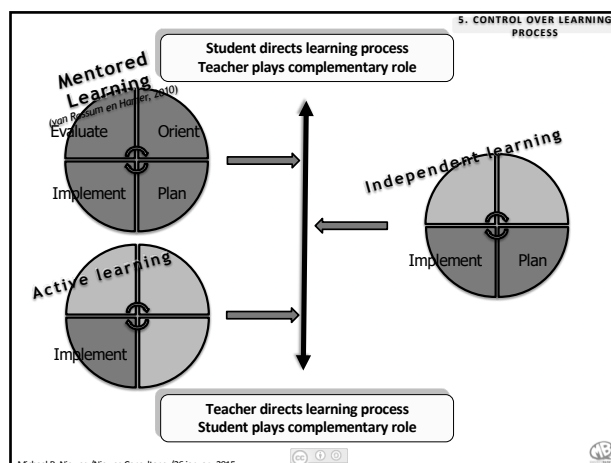 5. CONTROL OVER LEARNING
PROCESS
Student directs learning process
Teacher plays complementary role
Mentored
Learning
(van Rossum en Hamer, 2010)
Evaluate Orient
Implement Plan
Independent learning
Implement Plan
Active learning
Implement
Teacher directs learning process
Student plays complementary role